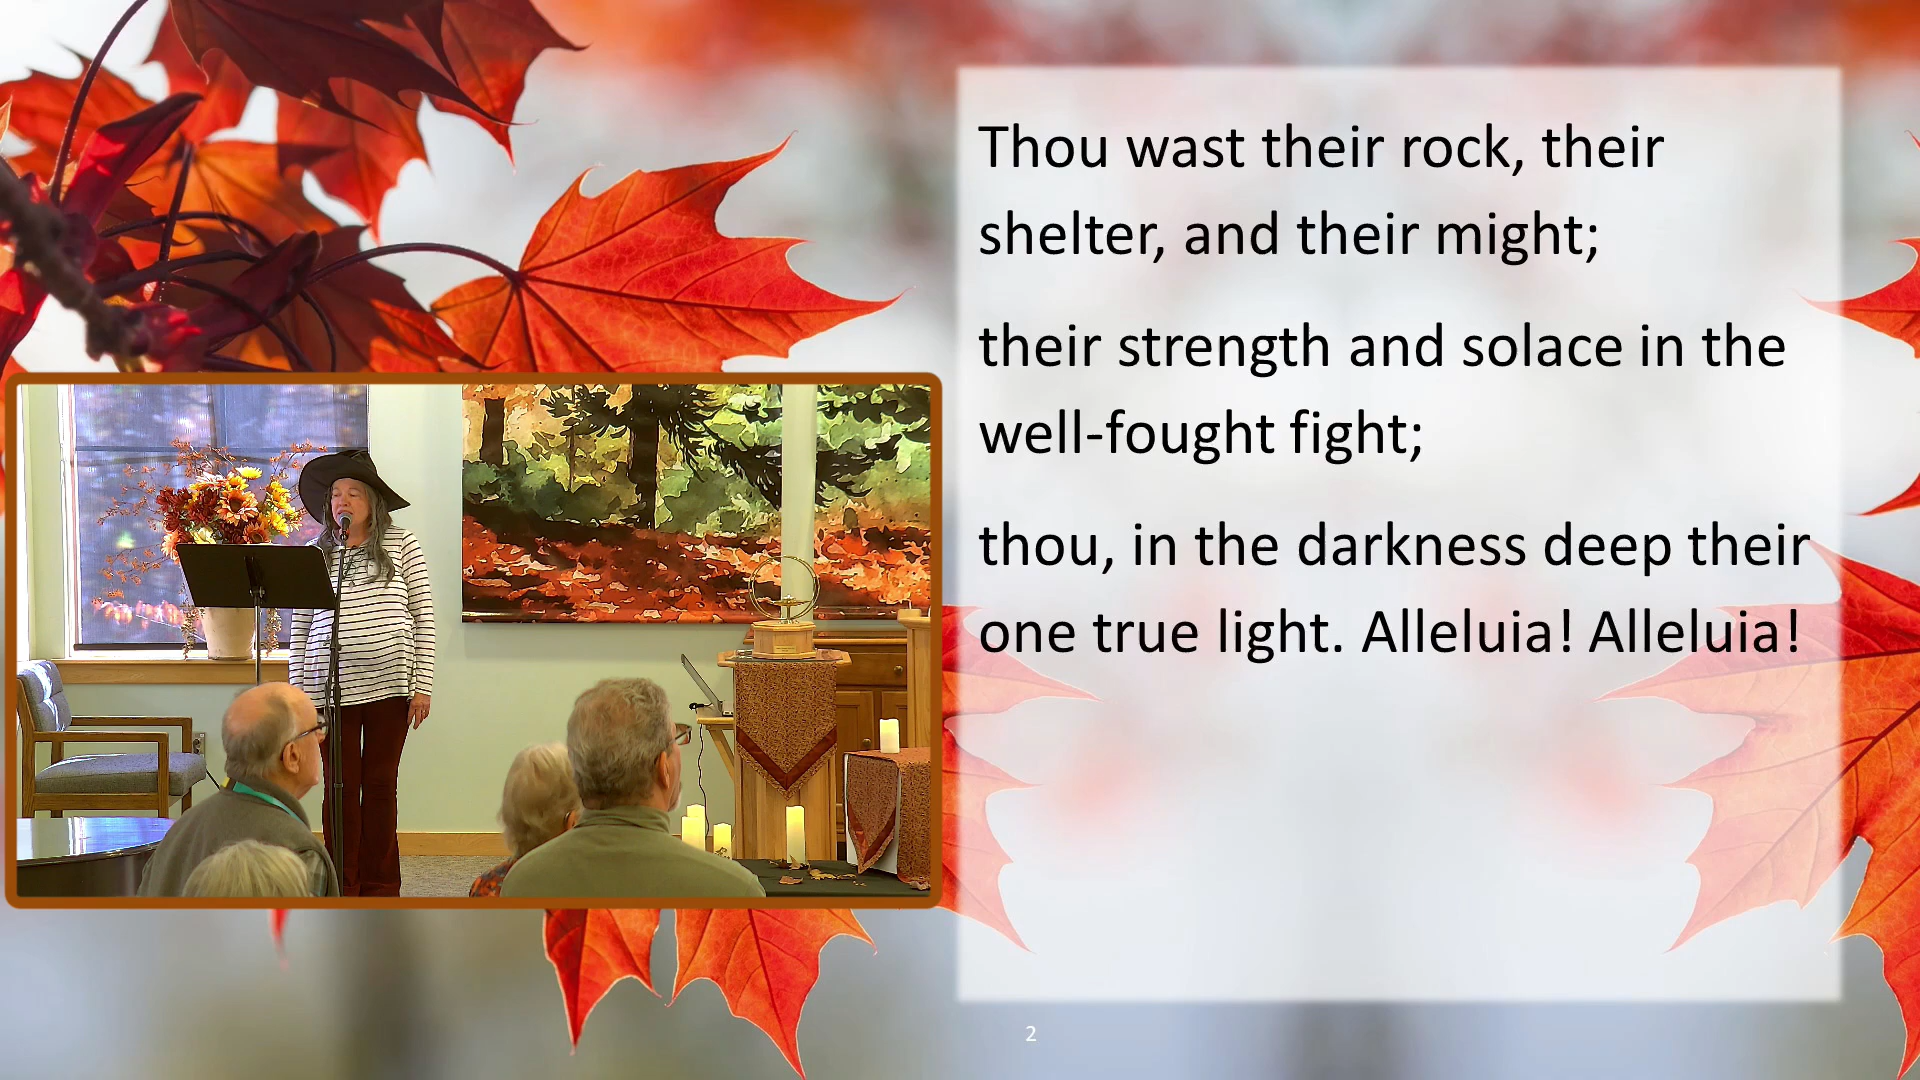 Thou wast their rock, their
shelter, and their might;
their strength and solace in the
well-fought fight;
thou, in the darkness deep their
one true light. Alleluia! Alleluia!
2